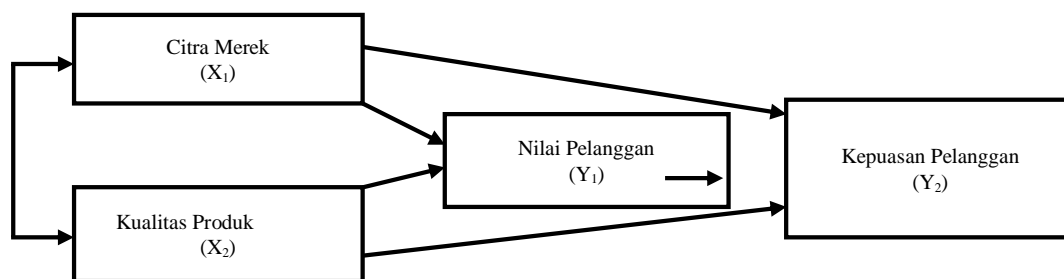 Citra Merek
(X₁)
Nilai Pelanggan
(Y₁)
Kepuasan Pelanggan
(Y₂)
Kualitas Produk
(X₂)